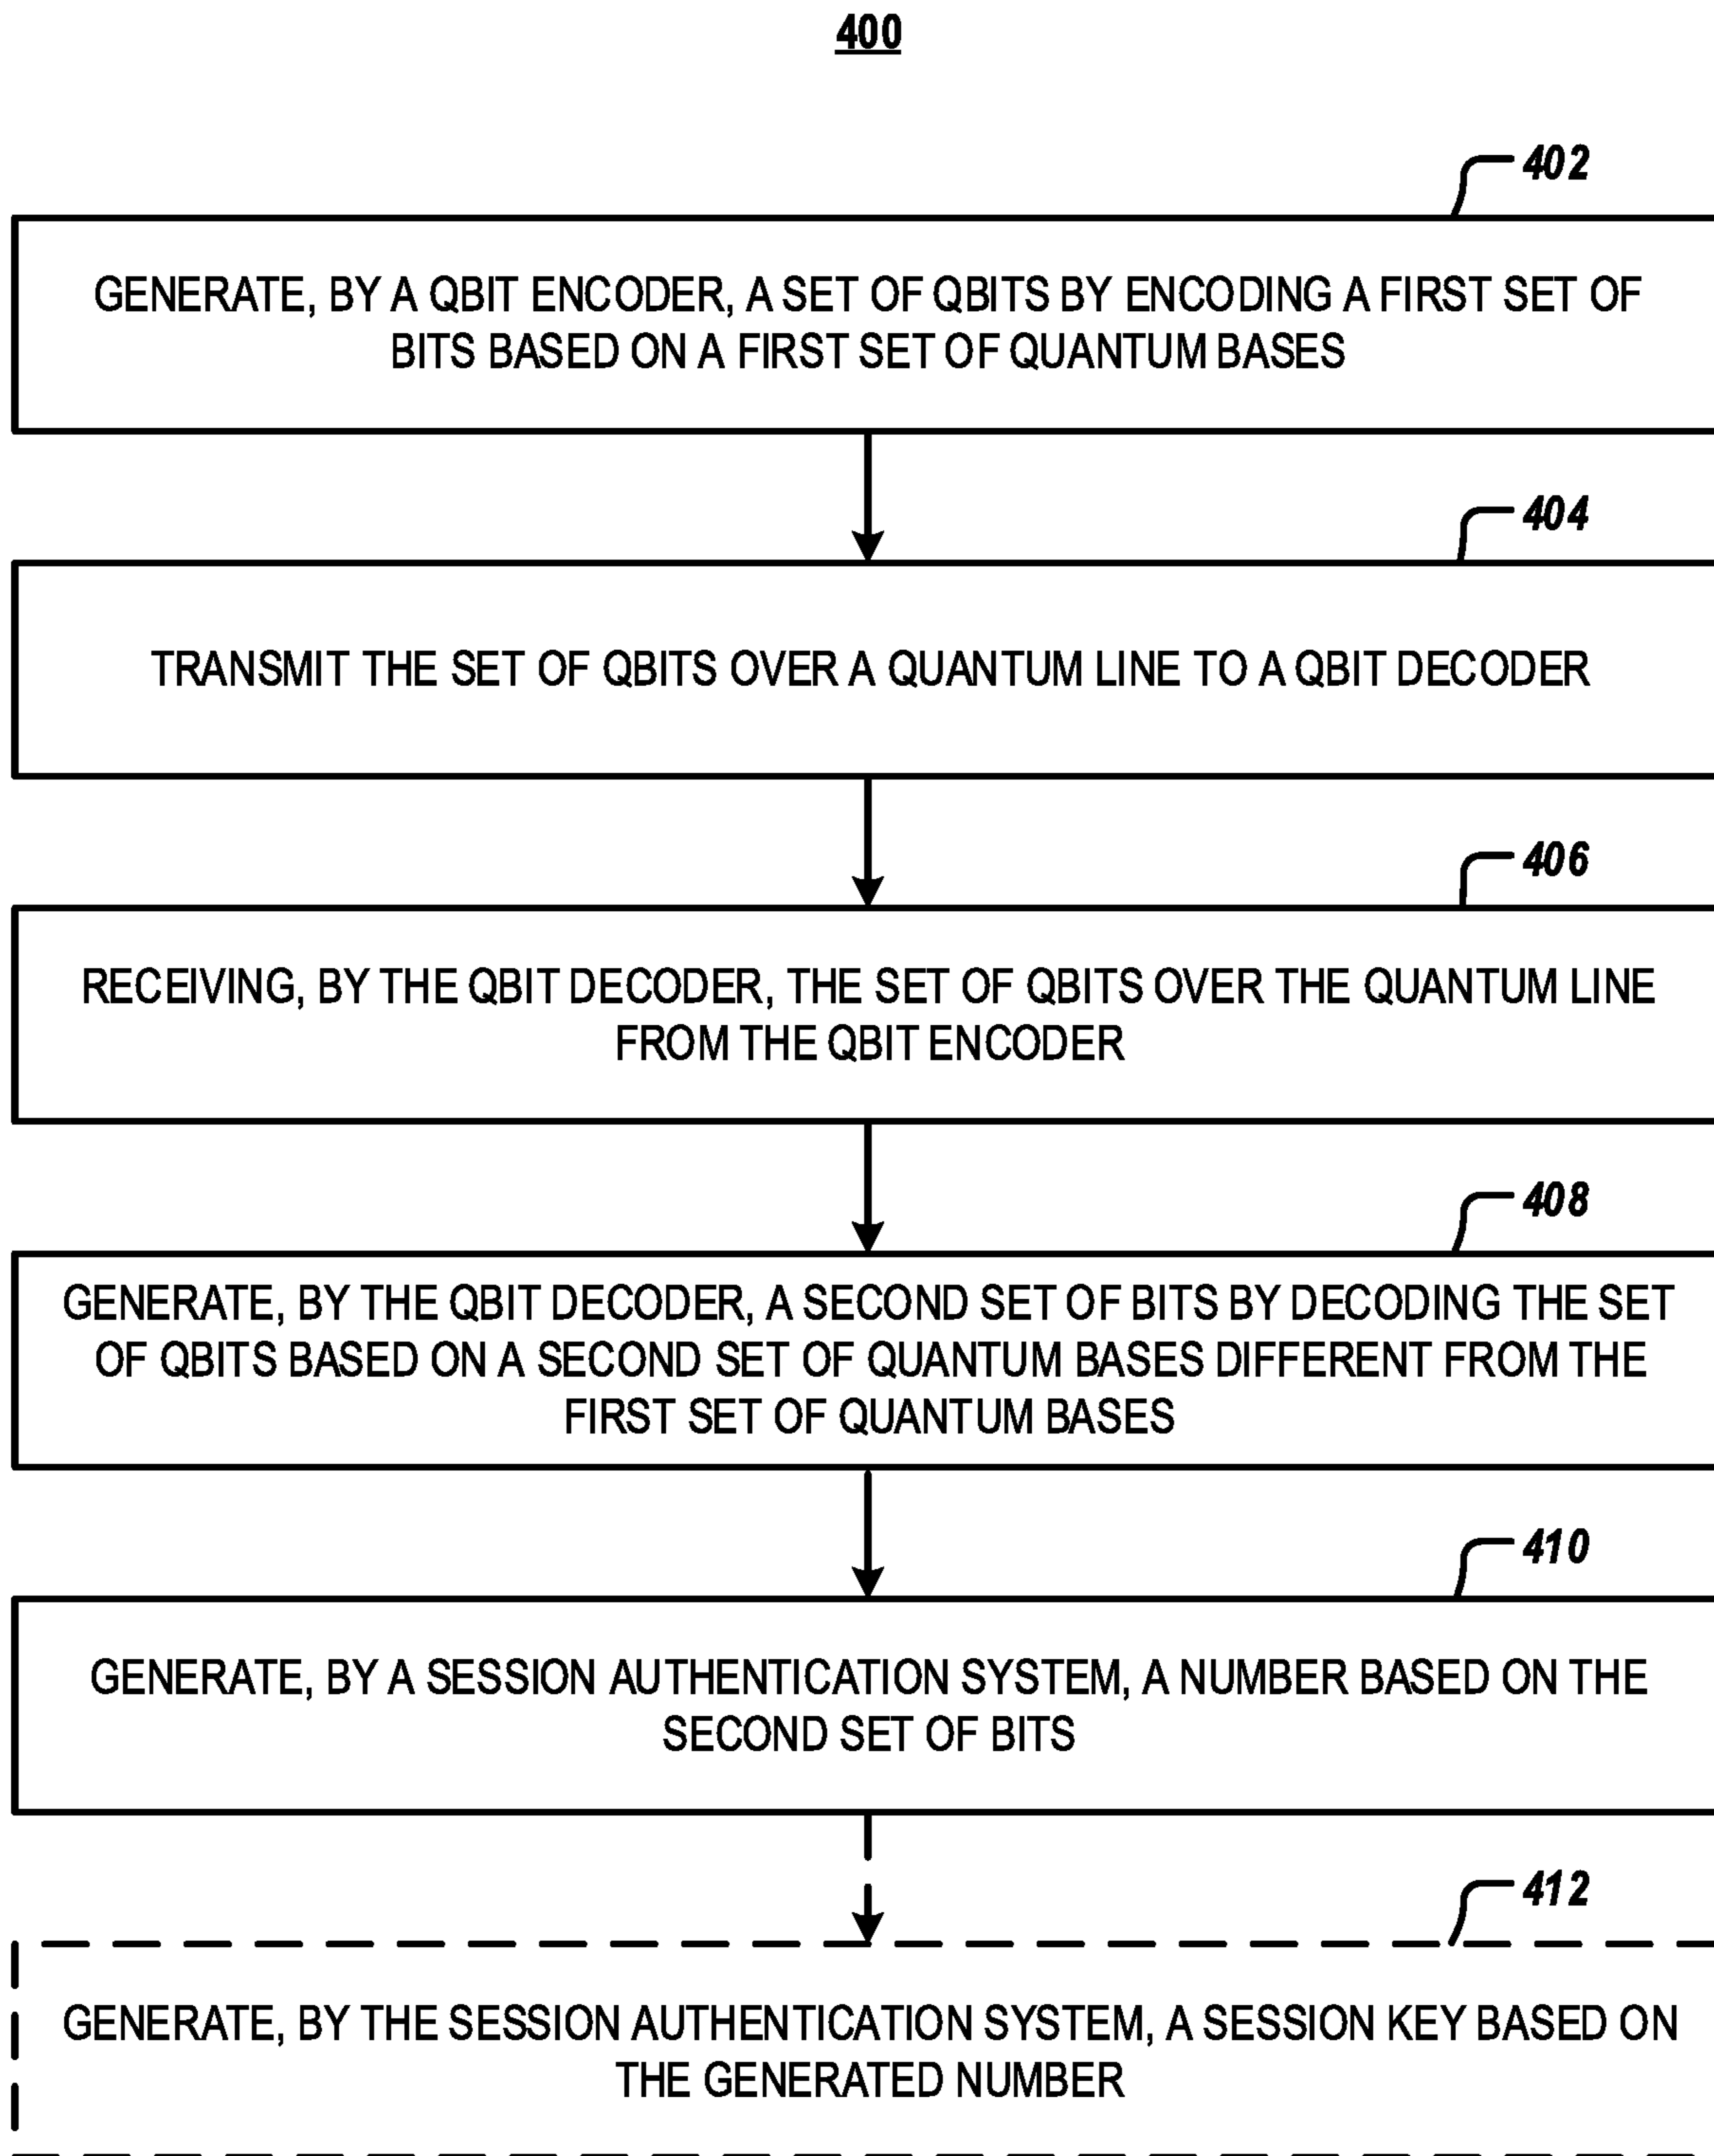 400
402
GENERATE, BY A QBIT ENCODER, A SET OF QBITS BY ENCODING A FIRST SET OF
BITS BASED ON A FIRST SET OF QUANTUM BASES
404
TRANSMIT THE SET OF QBITS OVER A QUANTUM LINE TO A QBIT DECODER
406
RECEIVING, BY THE QBIT DECODER, THE SET OF QBITS OVER THE QUANTUM LINE
FROM THE QBIT ENCODER
408
GENERATE, BY THE QBIT DECODER, A SECOND SET OF BITS BY DECODING THE SET
OF QBITS BASED ON A SECOND SET OF QUANTUM BASES DIFFERENT FROM THE
FIRST SET OF QUANTUM BASES
410
GENERATE, BY A SESSION AUTHENTICATION SYSTEM, A NUMBER BASED ON THE
SECOND SET OF BITS
412
GENERATE, BY THE SESSION AUTHENTICATION SYSTEM, A SESSION KEY BASED ON
THE GENERATED NUMBER